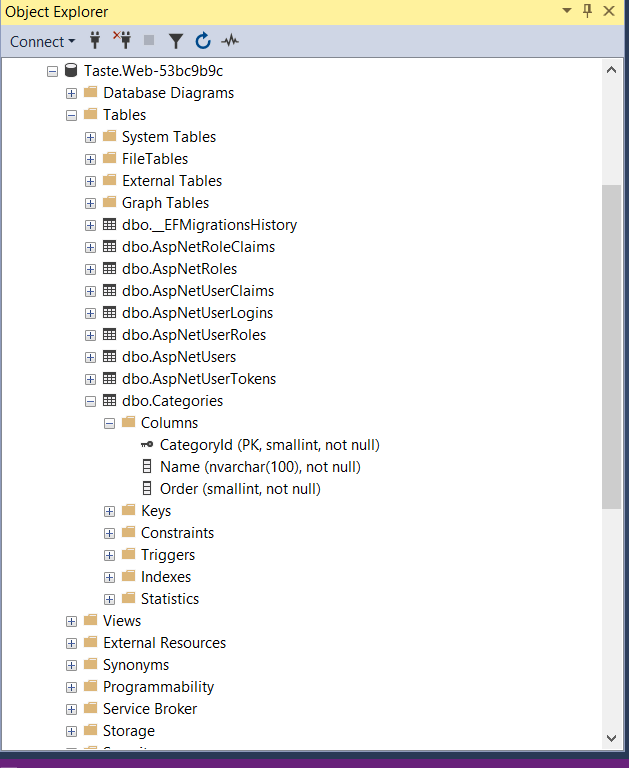 Object Explorer
Connect
Taste.Web-53bc9b9c
Database Diagrams
Tables
System Tables
FileTables
External Tables
Graph Tables
dbo.__EFMigrationsHistory
dbo.AspNetRoleClaims
dbo.AspNetRoles
dbo.AspNetUserClaims
dbo.AspNetUserLogins
dbo.AspNetUserRoles
dbo.AspNetUsers
dbo.AspNetUserTokens
dbo.Categories
Columns
CategoryId (PK, smallint, not null)
Name (nvarchar(100), not null)
Order (smallint, not null)
Keys
Constraints
Triggers
Indexes
Statistics
Views
External Resources
Synonyms
Programmability
Service Broker
Storage